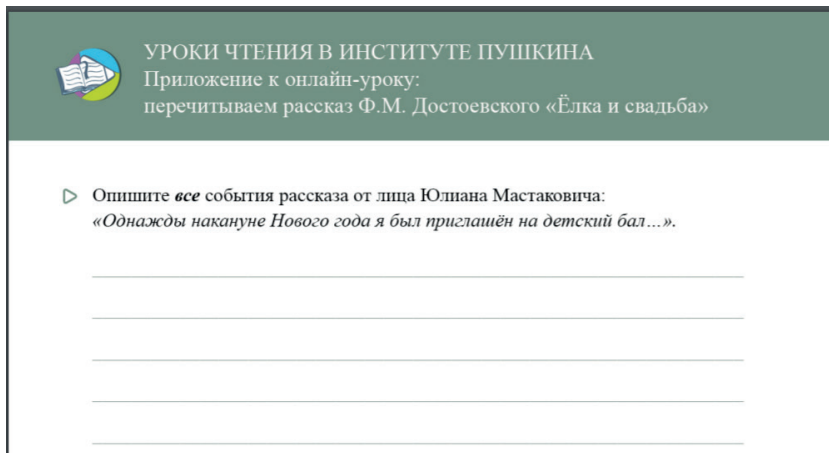 УРОКИ ЧТЕНИЯ В ИНСТИТУТЕ ПУШКИНА
Приложение к онлайн-уроку:
перечитываем рассказ Ф.М. Достоевского «Ёлка и свадьба»
Опишите все события рассказа от лица Юлиана Мастаковича:
«Однажды накануне Нового года я был приглашён на детский бал…».